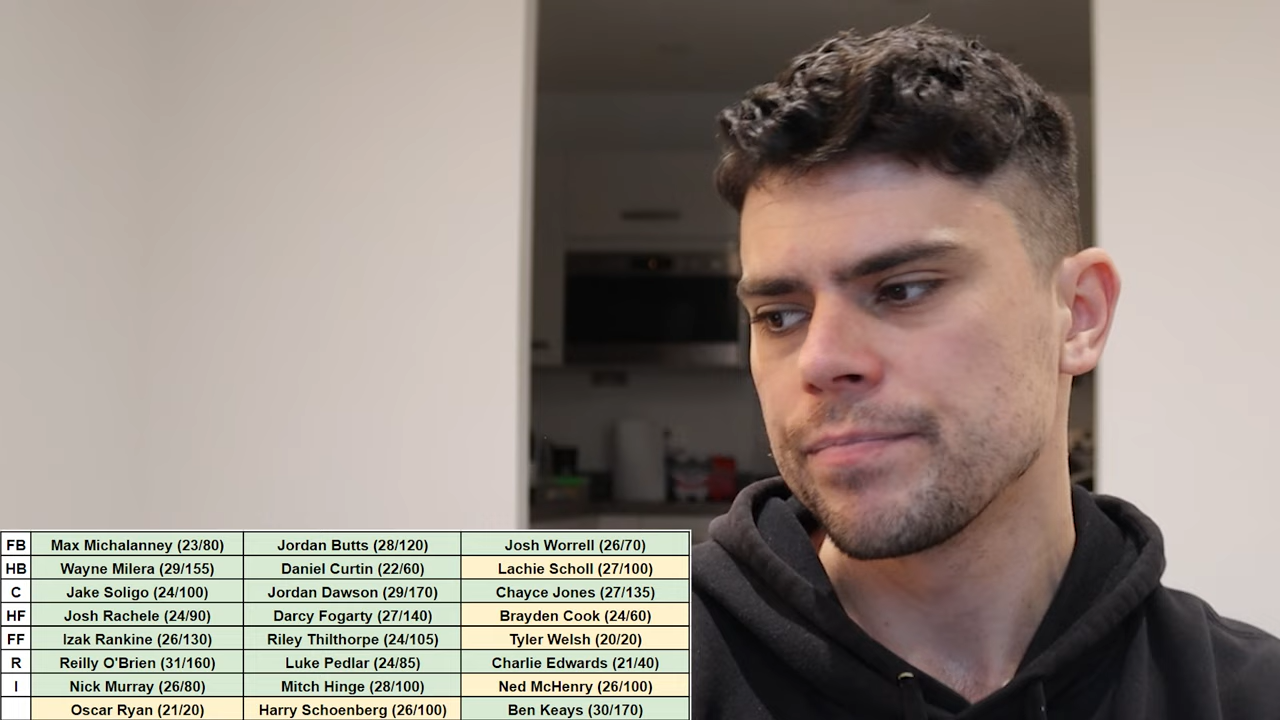 FB Max Michalanney (23/80) Jordan Butts (28/120) Josh Worrell (26/70)
HB Wayne Milera (29/155) Daniel Curtin (22/60) Lachie Scholl (27/100)
C Jake Soligo (24/100) Jordan Dawson (29/170) Chayce Jones (27/135)
HF Josh Rachele (24/90) Darcy Fogarty (27/140) Brayden Cook (24/60)
FF Izak Rankine (26/130) Riley Thilthorpe (24/105) Tyler Welsh (20/20)
R Reilly O'Brien (31/160) Luke Pedlar (24/85) Charlie Edwards (21/40)
I Nick Murray (26/80) Mitch Hinge (28/100) Ned McHenry (26/100)
Oscar Ryan (21/20) Harry Schoenberg (26/100) Ben Keays (30/170)